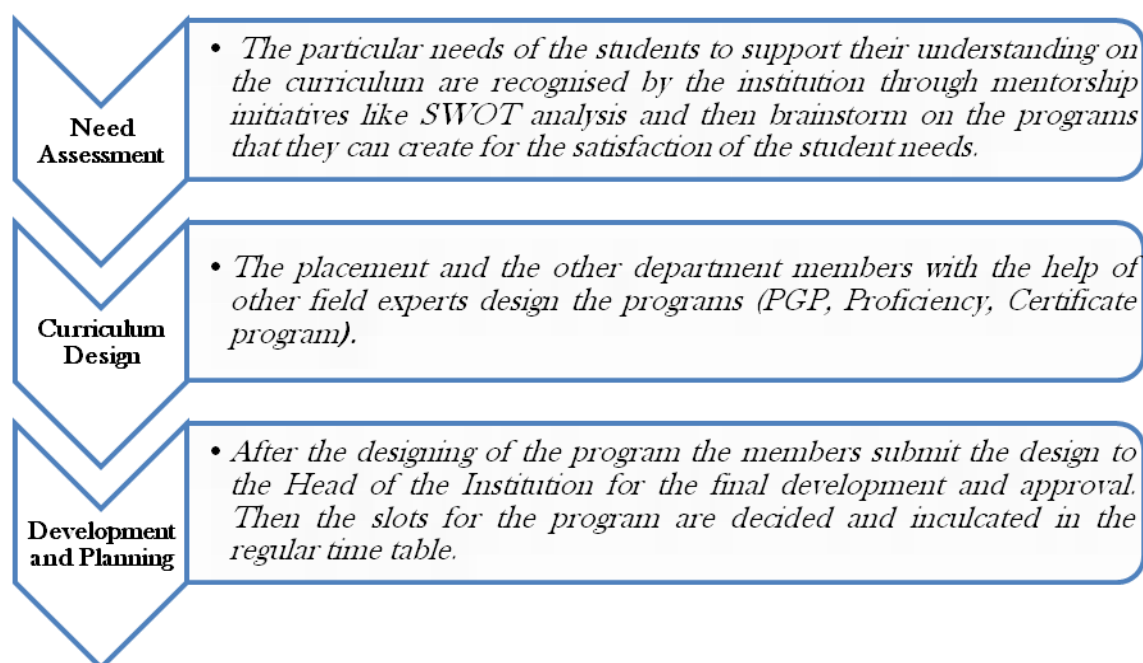 Need
Assessment
• The particular needs of the students to support their understanding on
the curriculum are recognised by the institution through mentorship
initiatives like SWOT analysis and then brainstorm on the programs
that they can create for the satisfaction of the student needs.
Curriculum
Design
• The placement and the other department members with the help of
other field experts design the programs (PGP, Proficiency, Certificate
program).
Development
and Planning
• After the designing of the program the members submit the design to
the Head of the Institution for the final development and approval.
Then the slots for the program are decided and inculcated in the
regular time table.